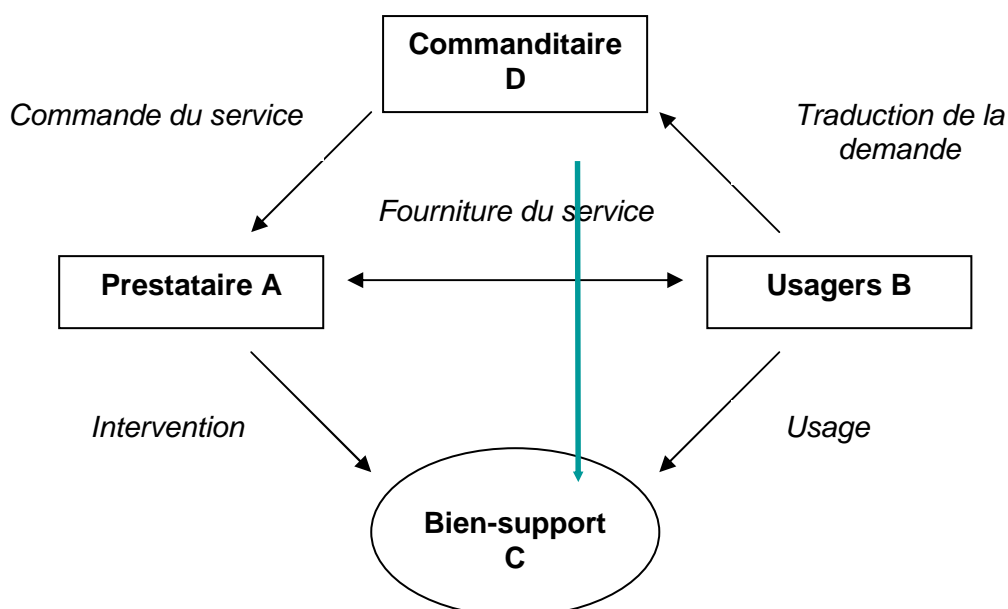 Commanditaire
D
Commande du service
Traduction de la
demande
Fourniture du service
Prestataire A
Usagers B
Intervention
Usage
Bien-support
C